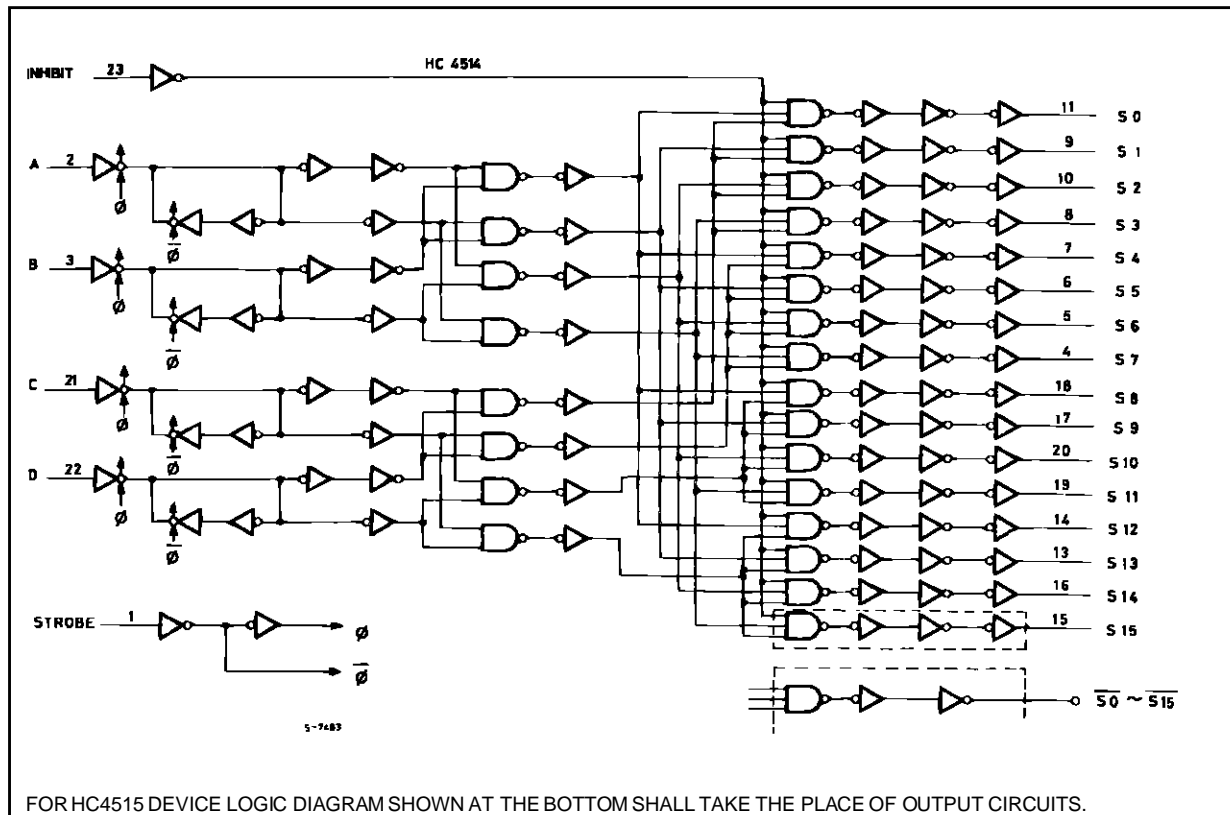 HC 4514
INHIBIT 23
11 S 0
9 S 1
A 2
10 S 2
Ø
8 S 3
Ø̅
7 S 4
B 3
6 S 5
Ø
5 S 6
Ø̅
4 S 7
C 21
18 S 8
Ø
17 S 9
Ø̅
20 S 10
D 22
19 S 11
Ø
14 S 12
Ø̅
13 S 13
16 S 14
STROBE 1
15 S 15
Ø
Ø̅
S̅0̅ ~ S̅1̅5̅
S-7483
FOR HC4515 DEVICE LOGIC DIAGRAM SHOWN AT THE BOTTOM SHALL TAKE THE PLACE OF OUTPUT CIRCUITS.